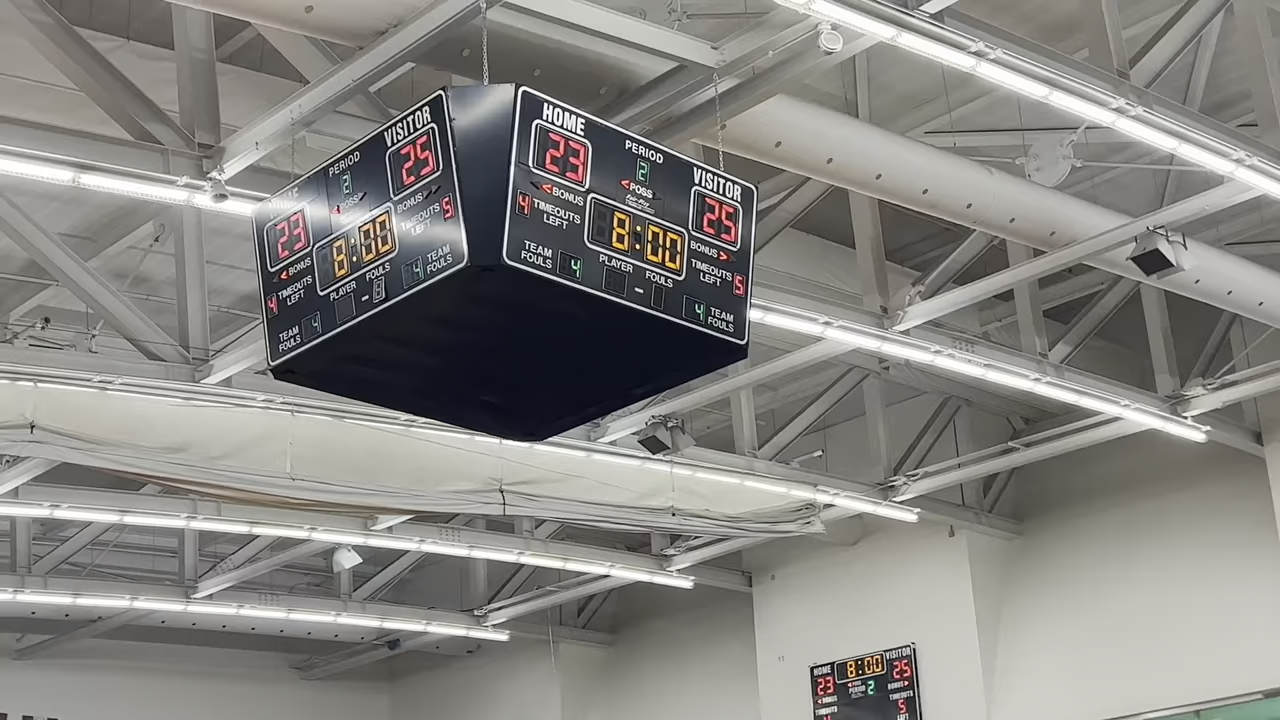 VISITOR
25
PERIOD
2
POSS
23
BONUS
BONUS
8:00
4 TIMEOUTS LEFT
TIMEOUTS LEFT 5
PLAYER FOULS
TEAM FOULS 4
4 TEAM FOULS
HOME
23
PERIOD
2
POSS
VISITOR
25
BONUS
8:00
BONUS
4 TIMEOUTS LEFT
TIMEOUTS LEFT 5
TEAM FOULS 4
PLAYER FOULS
-
4 TEAM FOULS
HOME 8:00 VISITOR
23 25
POSS
PERIOD 2
BONUS BONUS
TIMEOUTS TIMEOUTS
5
LEFT